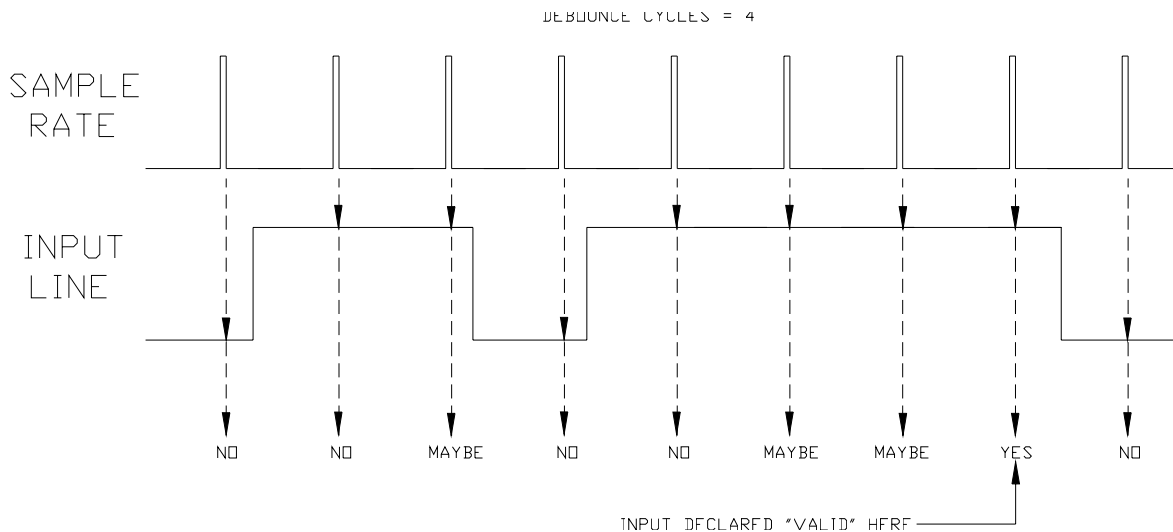 DEBOUNCE CYCLES = 4
SAMPLE
RATE
INPUT
LINE
NO NO MAYBE NO NO MAYBE MAYBE YES NO
INPUT DECLARED "VALID" HERE